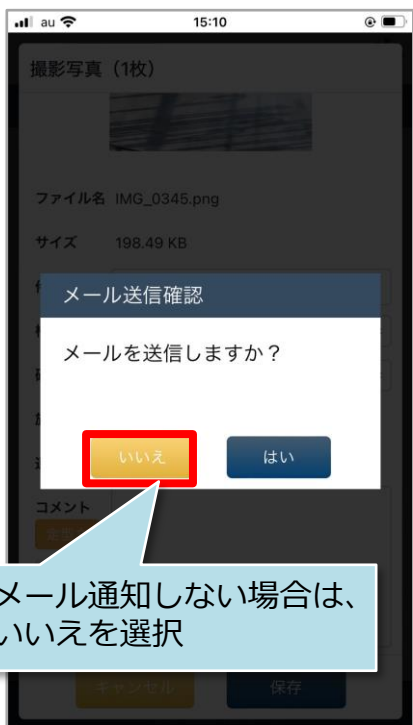 au 15:10
撮影写真（1枚）
ファイル名 IMG_0345.png
サイズ 198.49 KB
メール送信確認
メールを送信しますか？
いいえ はい
コメント
メール通知しない場合は、
いいえを選択
キャンセル 保存